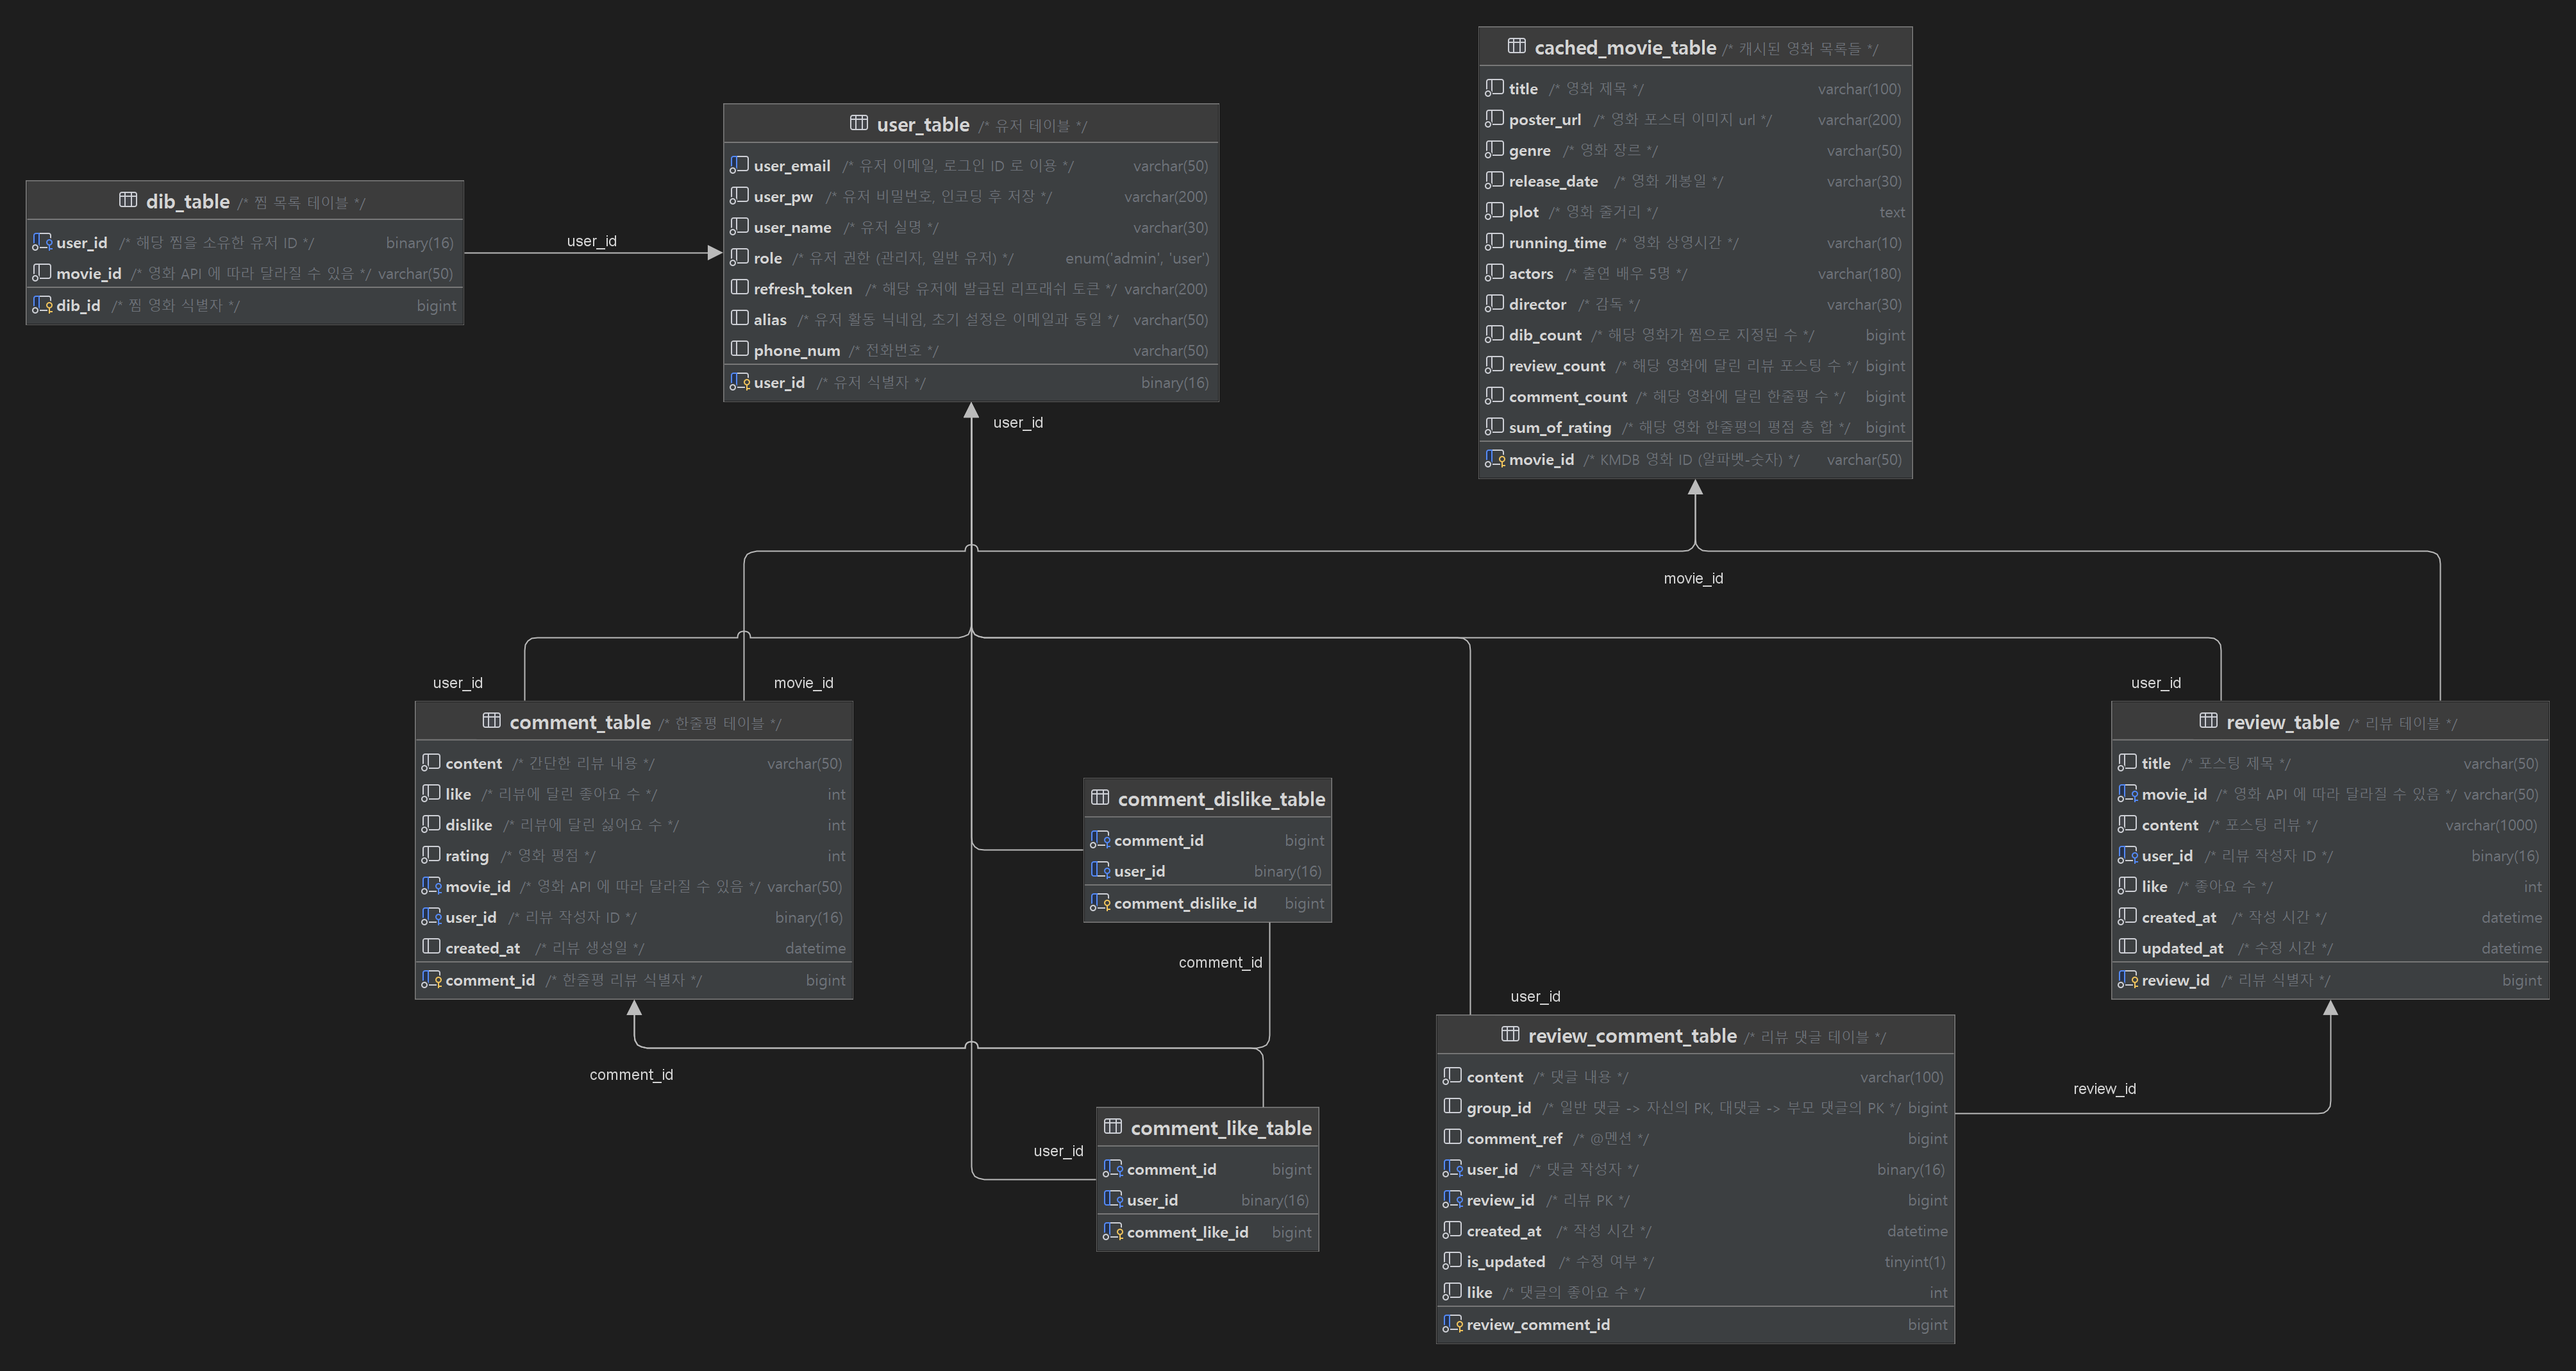 cached_movie_table /* 캐시된 영화 목록들 */
title /* 영화 제목 */ varchar(100)
poster_url /* 영화 포스터 이미지 url */ varchar(200)
genre /* 영화 장르 */ varchar(50)
release_date /* 영화 개봉일 */ varchar(30)
plot /* 영화 줄거리 */ text
running_time /* 영화 상영시간 */ varchar(10)
actors /* 출연 배우 5명 */ varchar(180)
director /* 감독 */ varchar(30)
dib_count /* 해당 영화가 찜으로 지정된 수 */ bigint
review_count /* 해당 영화에 달린 리뷰 포스팅 수 */ bigint
comment_count /* 해당 영화에 달린 한줄평 수 */ bigint
sum_of_rating /* 해당 영화 한줄평의 평점 총 합 */ bigint
movie_id /* KMDB 영화 ID (알파벳-숫자) */ varchar(50)
user_table /* 유저 테이블 */
user_email /* 유저 이메일, 로그인 ID 로 이용 */ varchar(50)
user_pw /* 유저 비밀번호, 인코딩 후 저장 */ varchar(200)
user_name /* 유저 실명 */ varchar(30)
role /* 유저 권한 (관리자, 일반 유저) */ enum('admin', 'user')
refresh_token /* 해당 유저에 발급된 리프래쉬 토큰 */ varchar(200)
alias /* 유저 활동 닉네임, 초기 설정은 이메일과 동일 */ varchar(50)
phone_num /* 전화번호 */ varchar(50)
user_id /* 유저 식별자 */ binary(16)
dib_table /* 찜 목록 테이블 */
user_id /* 해당 찜을 소유한 유저 ID */ binary(16)
movie_id /* 영화 API 에 따라 달라질 수 있음 */ varchar(50)
dib_id /* 찜 영화 식별자 */ bigint
user_id
user_id
movie_id
user_id
movie_id
user_id
comment_table /* 한줄평 테이블 */
content /* 간단한 리뷰 내용 */ varchar(50)
like /* 리뷰에 달린 좋아요 수 */ int
dislike /* 리뷰에 달린 싫어요 수 */ int
rating /* 영화 평점 */ int
movie_id /* 영화 API 에 따라 달라질 수 있음 */ varchar(50)
user_id /* 리뷰 작성자 ID */ binary(16)
created_at /* 리뷰 생성일 */ datetime
comment_id /* 한줄평 리뷰 식별자 */ bigint
comment_dislike_table
comment_id bigint
user_id binary(16)
comment_dislike_id bigint
review_table /* 리뷰 테이블 */
title /* 포스팅 제목 */ varchar(50)
movie_id /* 영화 API 에 따라 달라질 수 있음 */ varchar(50)
content /* 포스팅 리뷰 */ varchar(1000)
user_id /* 리뷰 작성자 ID */ binary(16)
like /* 좋아요 수 */ int
created_at /* 작성 시간 */ datetime
updated_at /* 수정 시간 */ datetime
review_id /* 리뷰 식별자 */ bigint
comment_id
user_id
comment_id
review_id
user_id
comment_like_table
comment_id bigint
user_id binary(16)
comment_like_id bigint
review_comment_table /* 리뷰 댓글 테이블 */
content /* 댓글 내용 */ varchar(100)
group_id /* 일반 댓글 -> 자신의 PK, 대댓글 -> 부모 댓글의 PK */ bigint
comment_ref /* @멘션 */ bigint
user_id /* 댓글 작성자 */ binary(16)
review_id /* 리뷰 PK */ bigint
created_at /* 작성 시간 */ datetime
is_updated /* 수정 여부 */ tinyint(1)
like /* 댓글의 좋아요 수 */ int
review_comment_id bigint